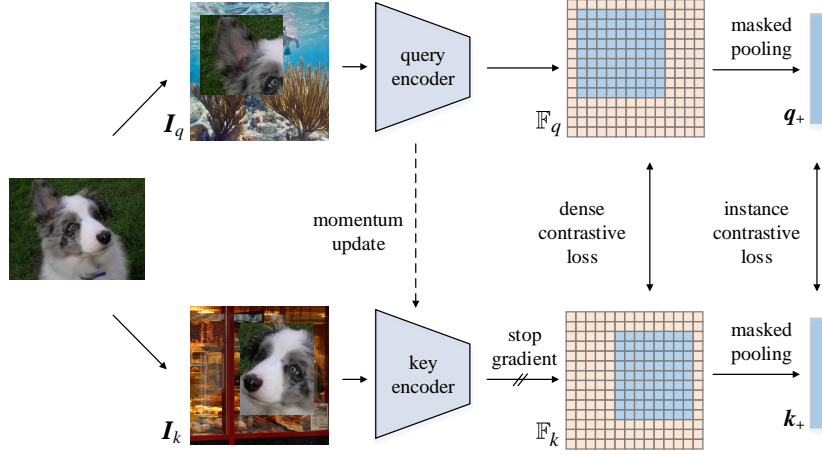 query
encoder
masked
pooling
I_q
𝔽_q
q_+
momentum
update
dense
contrastive
loss
instance
contrastive
loss
key
encoder
stop
gradient
masked
pooling
I_k
𝔽_k
k_+